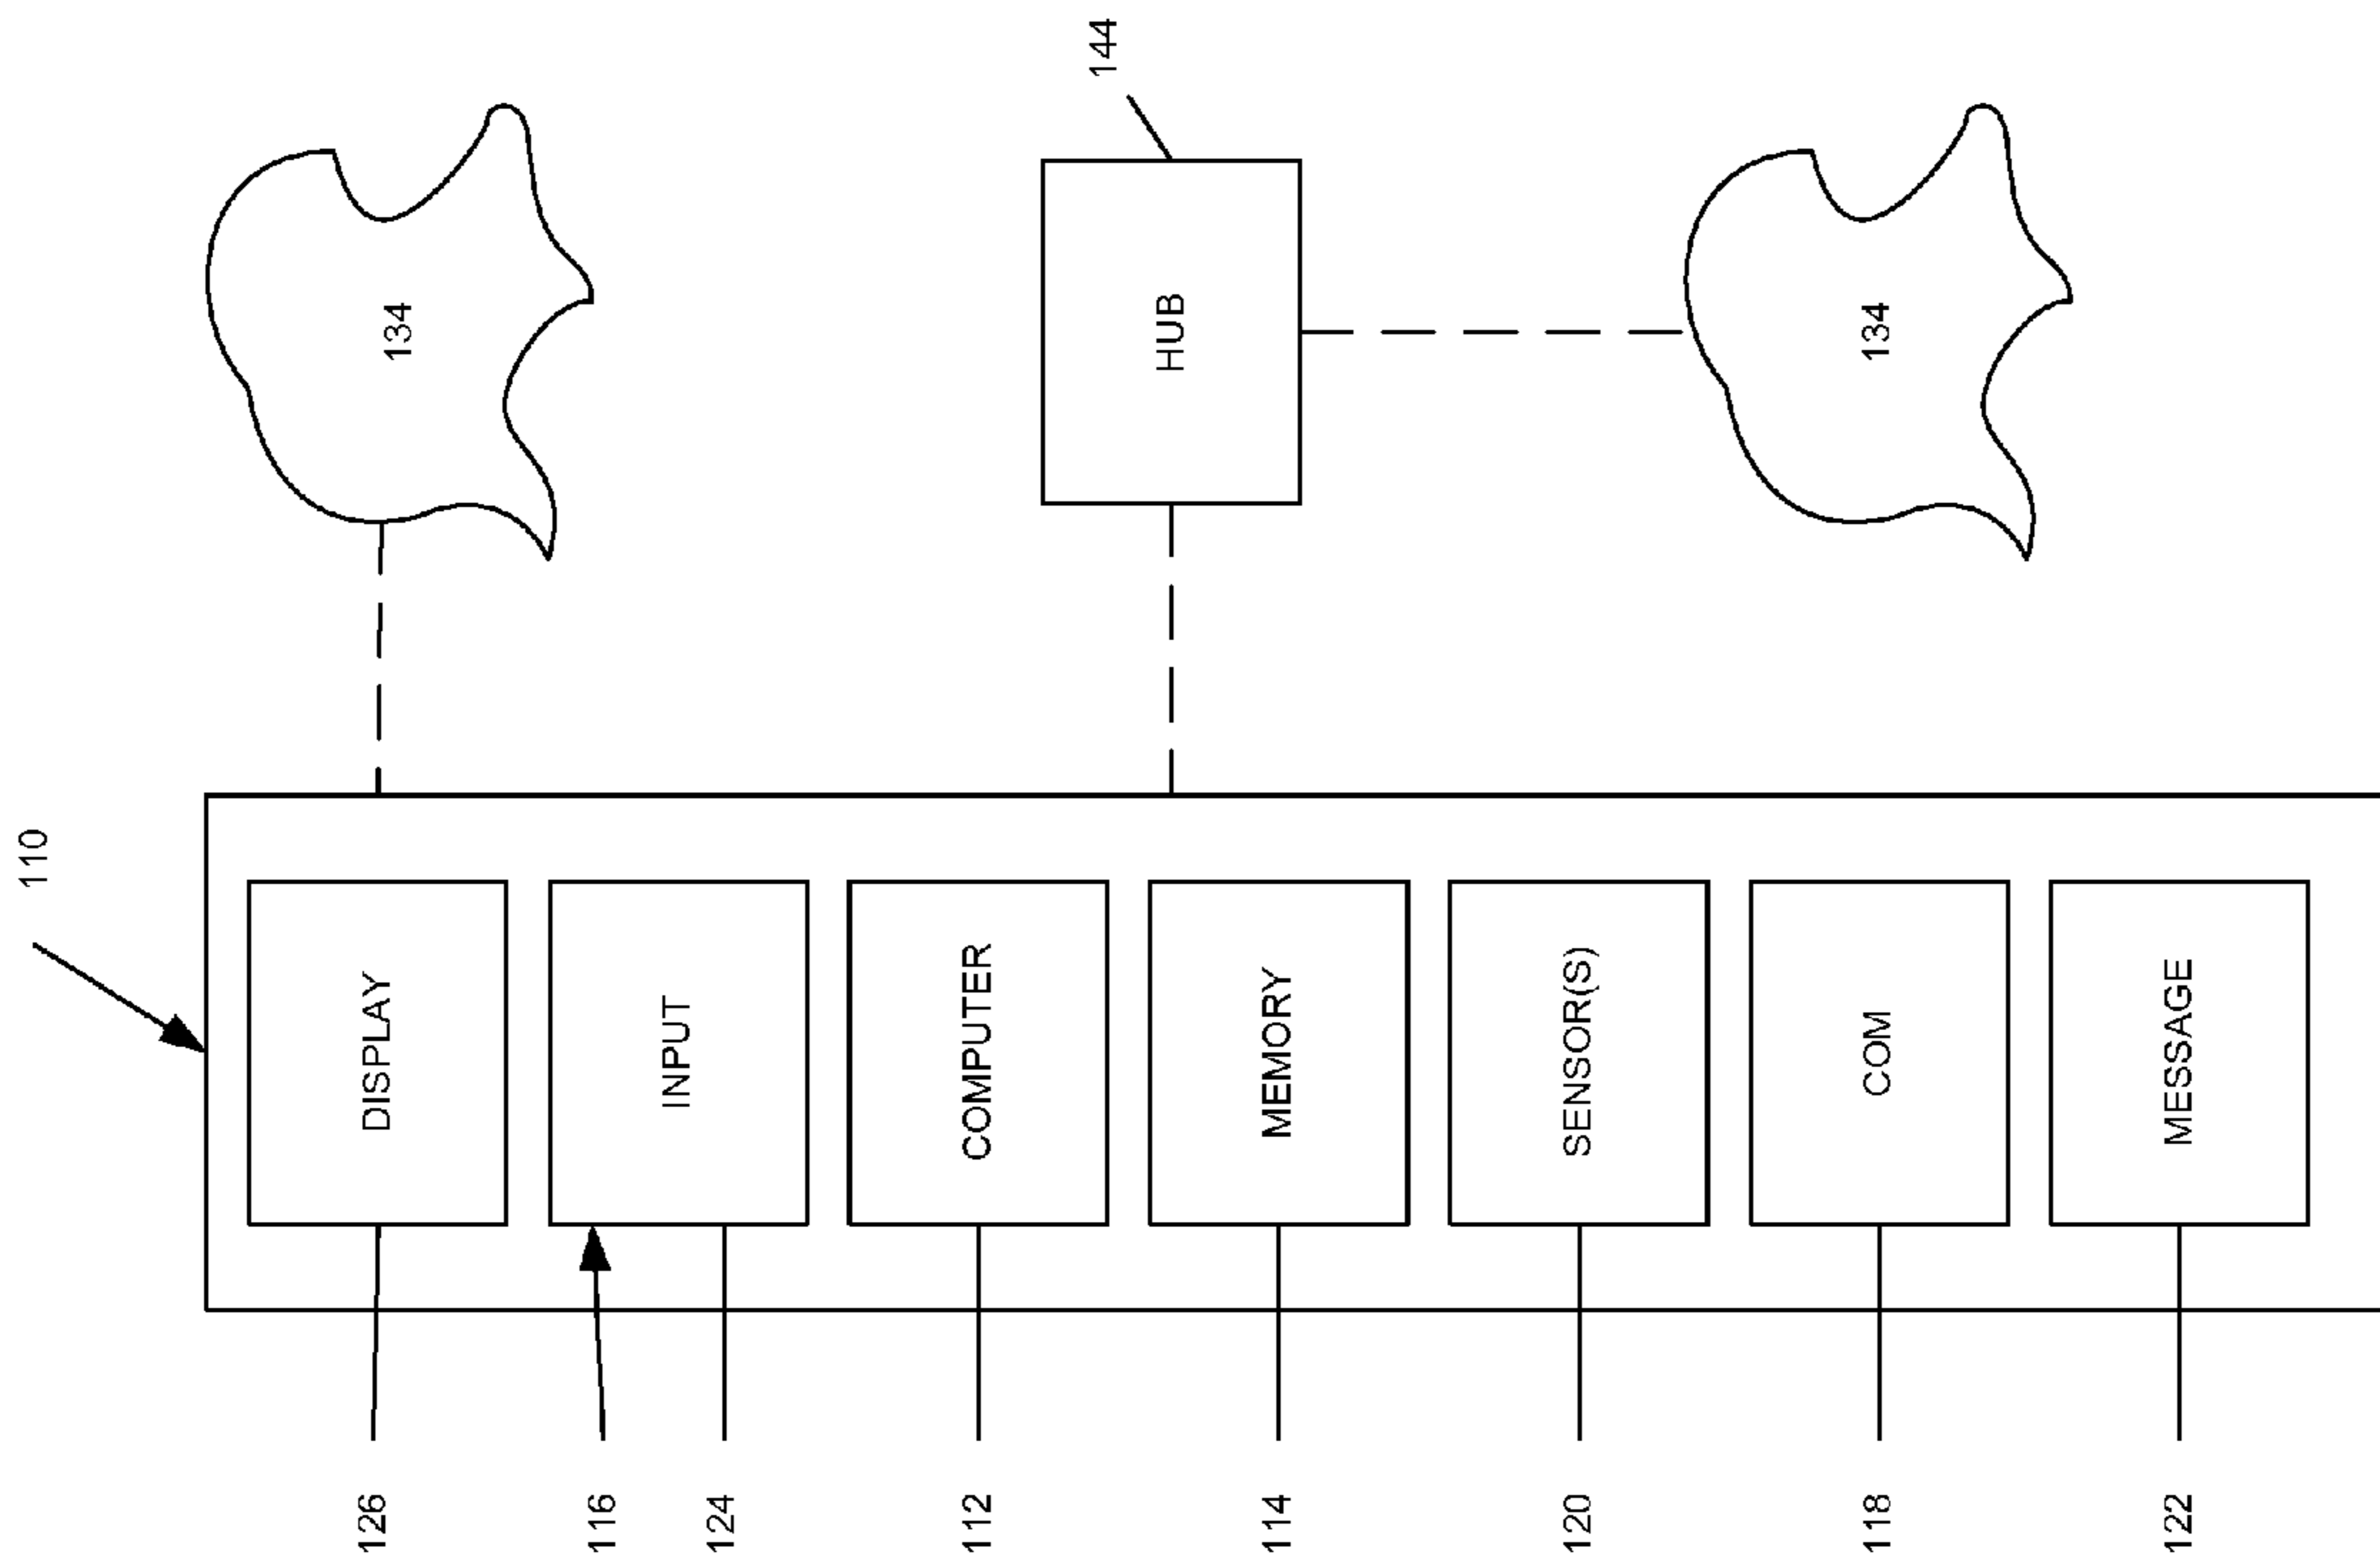 110
126
DISPLAY
134
116
124
INPUT
112
COMPUTER
114
MEMORY
144
HUB
120
SENSOR(S)
118
COM
134
122
MESSAGE